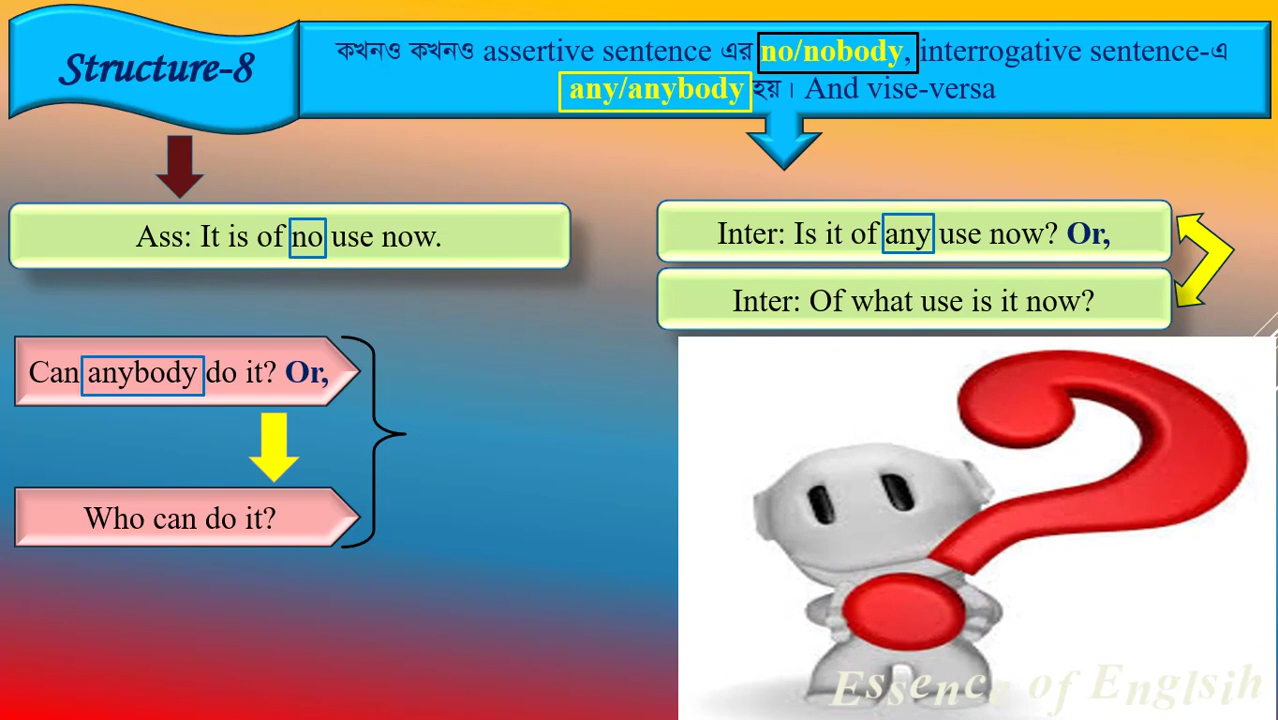 Structure-8
কখনও কখনও assertive sentence এর no/nobody, interrogative sentence-এ
any/anybody হয়। And vise-versa
Ass: It is of no use now.
Inter: Is it of any use now? Or,
Inter: Of what use is it now?
Can anybody do it? Or,
Who can do it?
Essence of Englsih